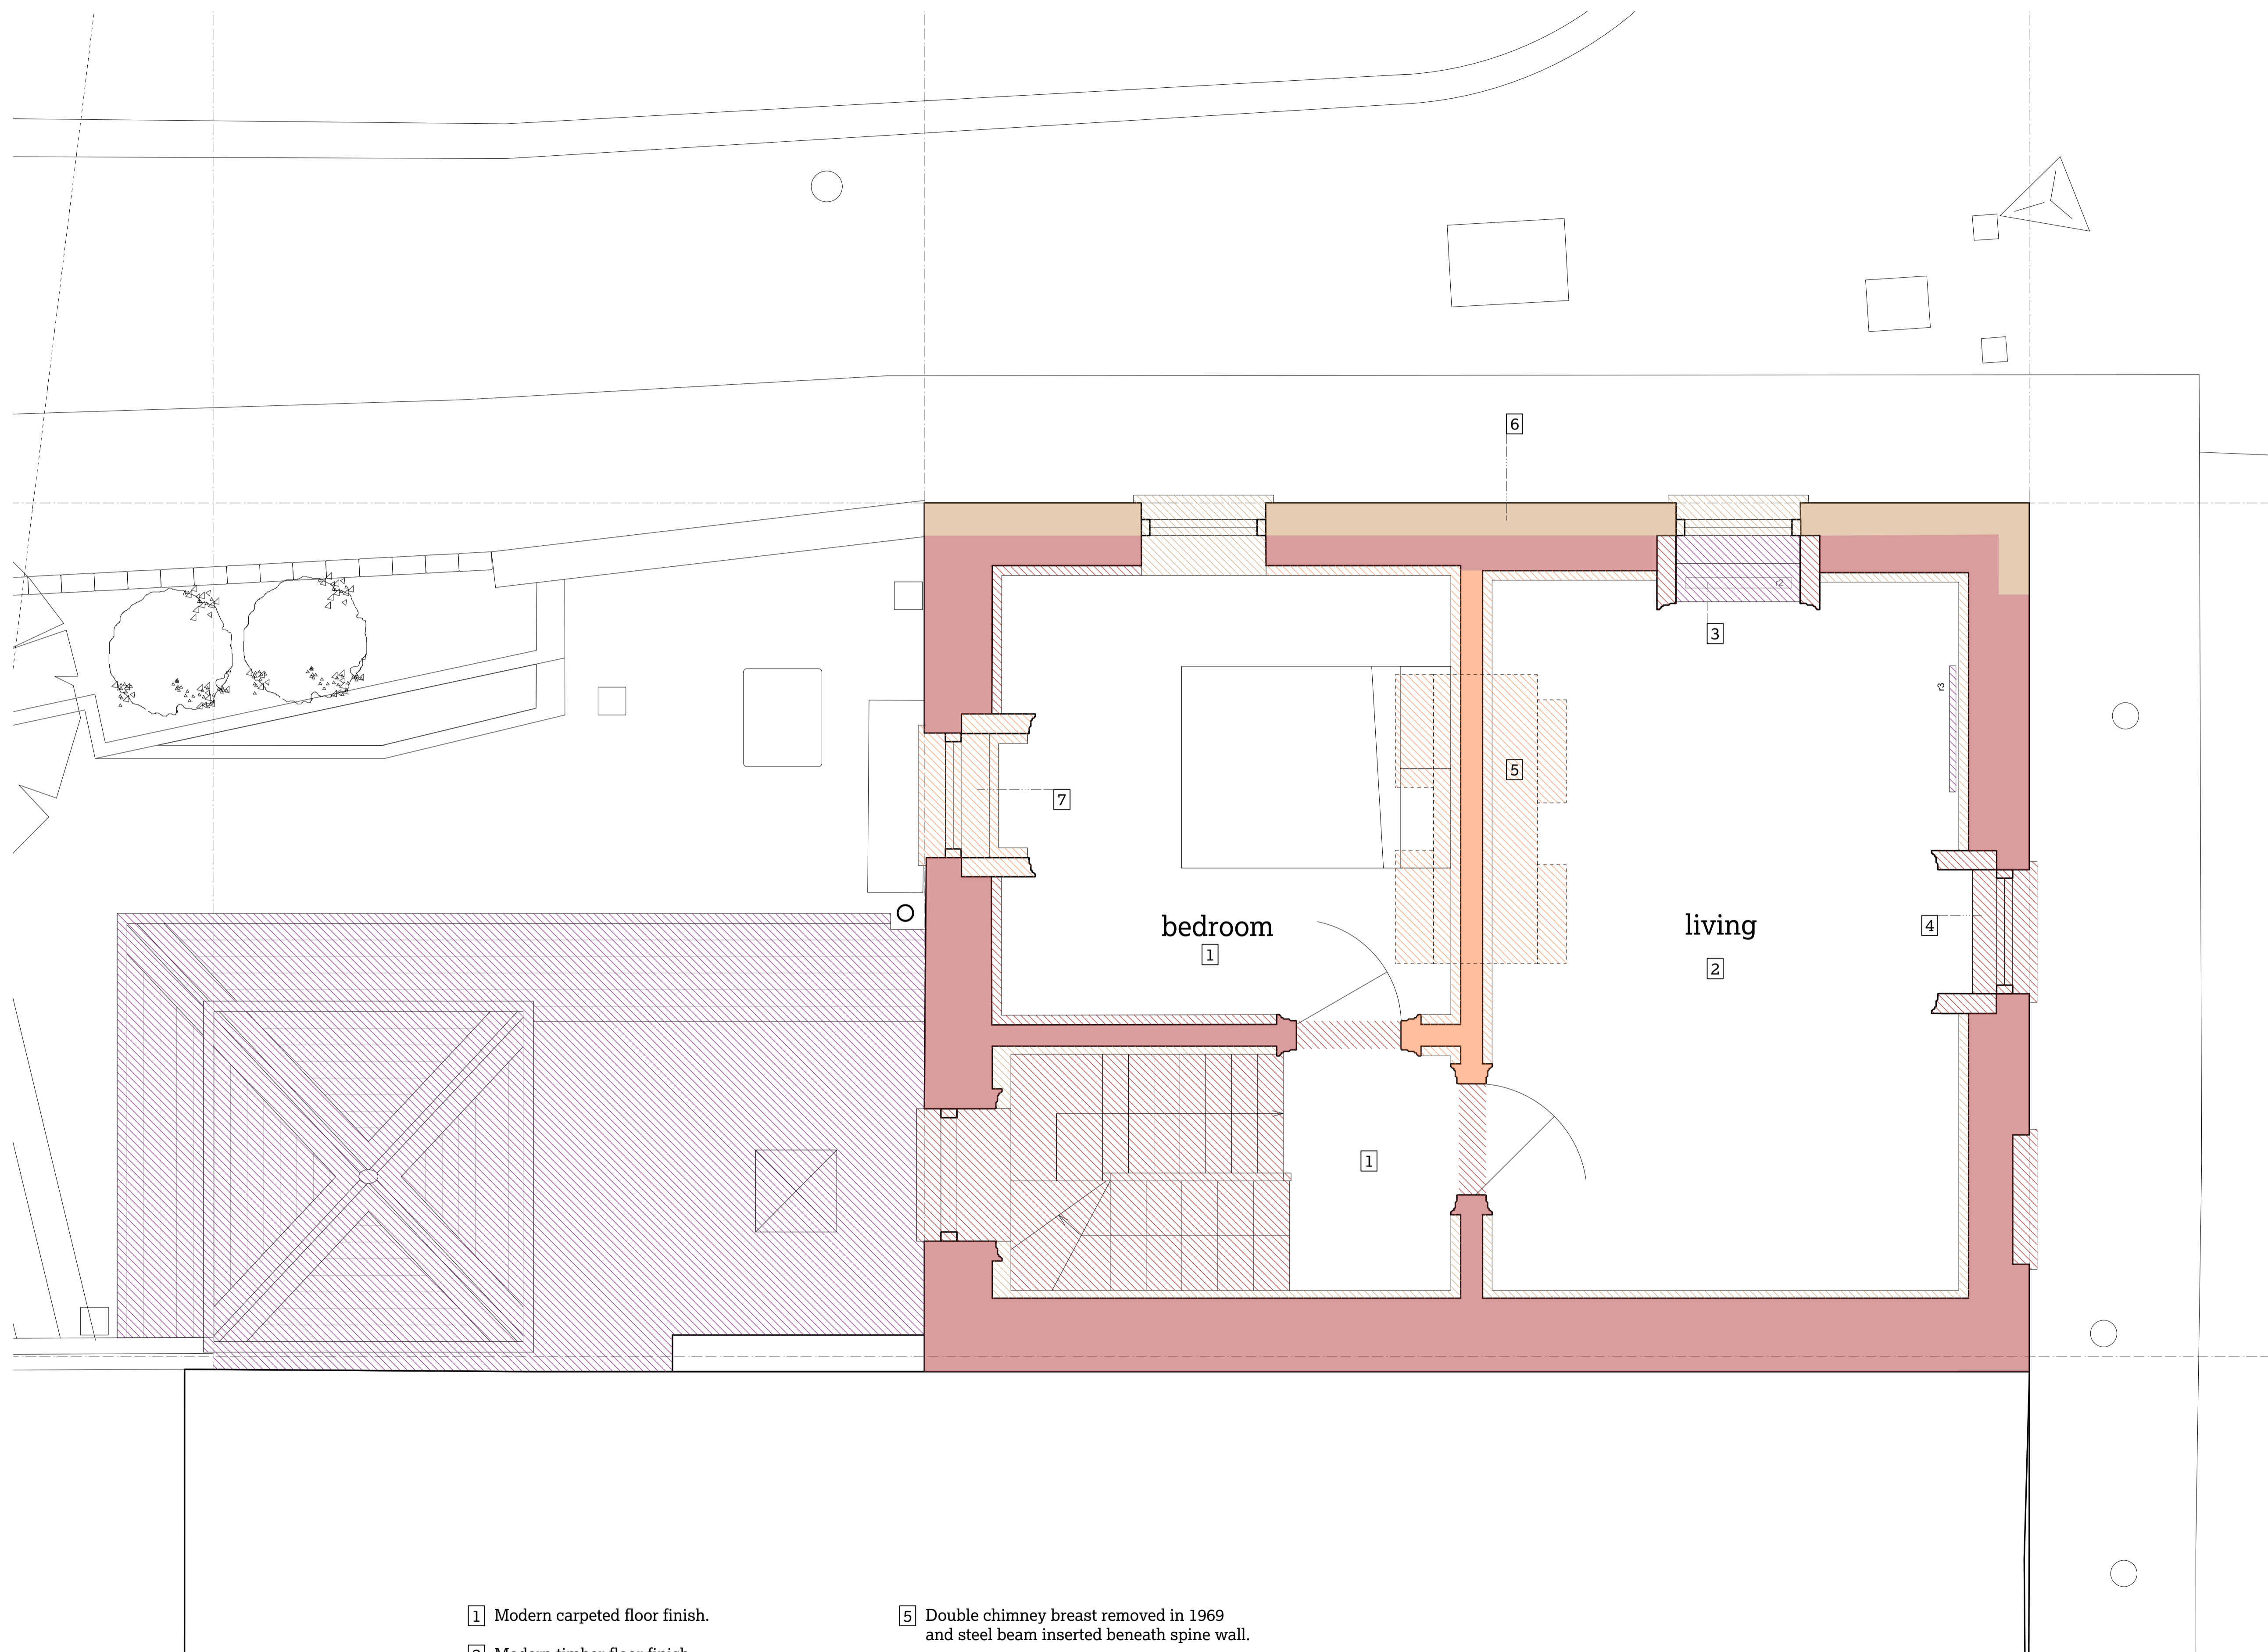 6
r2
3
r3
5
7
bedroom
1
living
4
2
1
1 Modern carpeted floor finish.
5 Double chimney breast removed in 1969
and steel beam inserted beneath spine wall.